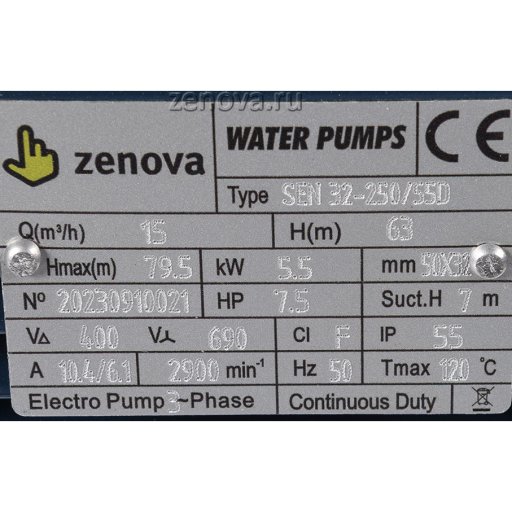 zenova.ru
zenova WATER PUMPS CE
Type SEN 32-250/55D
Q(m³/h) 15 H(m) 63
Hmax(m) 79.5 kW 5.5 mm 50X32
Nº 20230910021 HP 7.5 Suct.H 7 m
V△ 400 V⅄ 690 Cl F IP 55
A 10.4/6.1 2900 min⁻¹ Hz 50 Tmax 120 °C
Electro Pump 3~Phase Continuous Duty